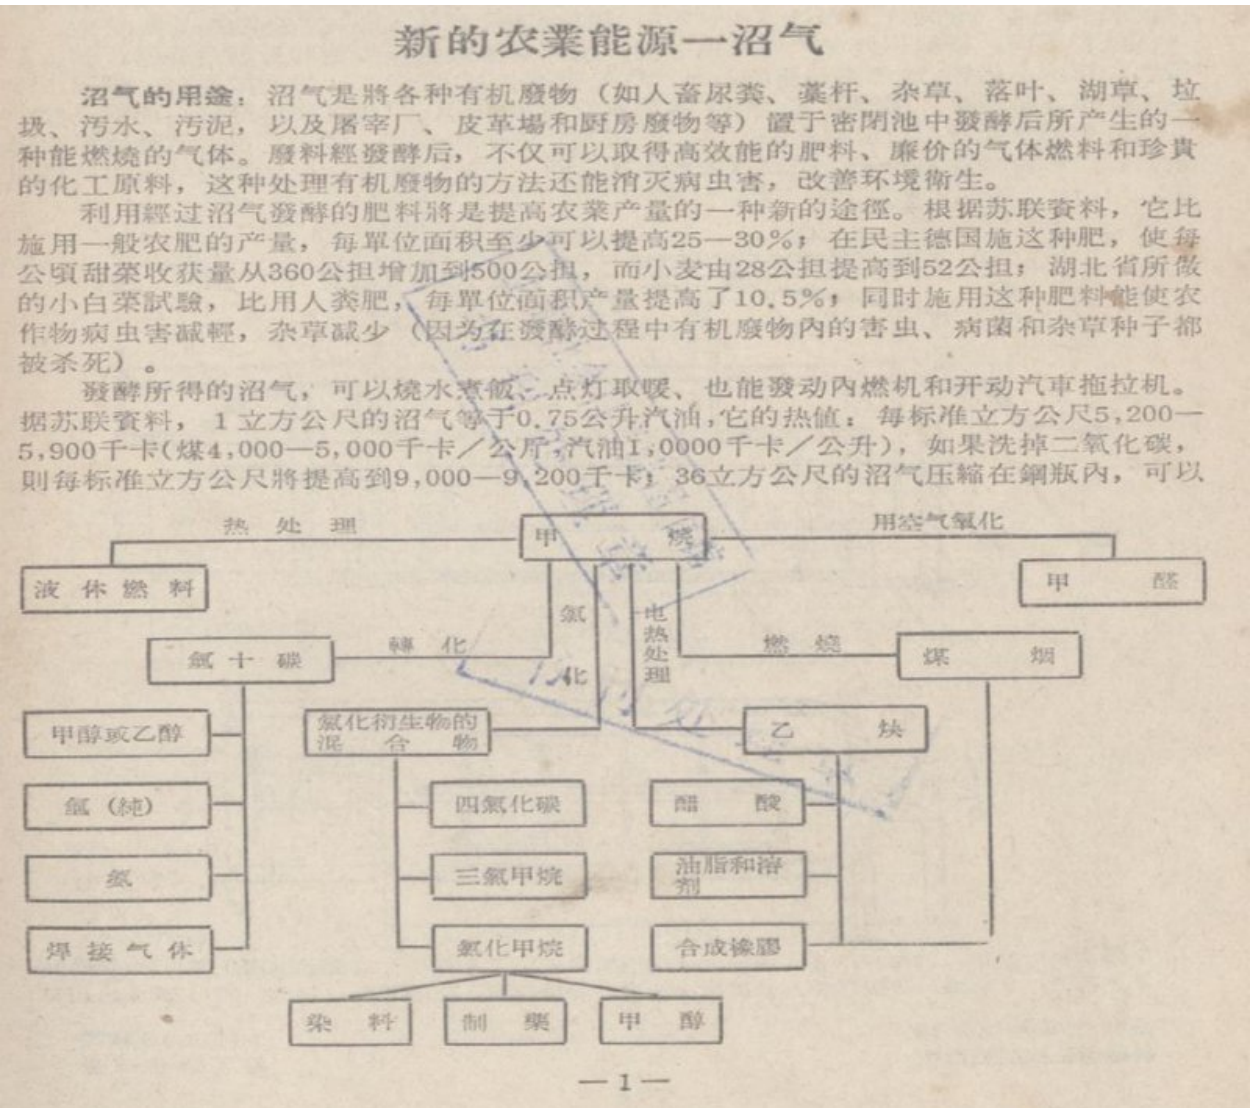 新的农業能源—沼气
沼气的用途：沼气是將各种有机廢物（如人畜尿粪、藁杆、杂草、落叶、湖草、垃
圾、汚水、汚泥，以及屠宰厂、皮革場和厨房廢物等）置于密閉池中發酵后所产生的一
种能燃燒的气体。廢料經發酵后，不仅可以取得高效能的肥料、廉价的气体燃料和珍貴
的化工原料，这种处理有机廢物的方法还能消灭病虫害，改善环境衛生。
利用經过沼气發酵的肥料將是提高农業产量的一种新的途徑。根据苏联資料，它比
施用一般农肥的产量，每單位面积至少可以提高25—30%；在民主德国施这种肥，使每
公頃甜菜收获量从360公担增加到500公担，而小麦由28公担提高到52公担；湖北省所做
的小白菜試驗，比用人粪肥，每單位面积产量提高了10.5%；同时施用这种肥料能使农
作物病虫害减輕，杂草减少（因为在發酵过程中有机廢物內的害虫、病菌和杂草种子都
被杀死）。
發酵所得的沼气，可以燒水煮飯、点灯取暖、也能發动內燃机和开动汽車拖拉机。
据苏联資料，1立方公尺的沼气等于0.75公升汽油，它的热值：每标准立方公尺5,200—
5,900千卡(煤4,000—5,000千卡／公斤，汽油1,0000千卡／公升)，如果洗掉二氧化碳，
則每标准立方公尺將提高到9,000—9,200千卡；36立方公尺的沼气压縮在鋼瓶內，可以
热处理
甲 烷
用空气氧化
液体燃料
甲 醛
氯化
电热处理
氫十碳
轉化
燃燒
煤 烟
甲醇或乙醇
氯化衍生物的
混合物
乙 炔
氫（純）
四氯化碳
醋 酸
氨
三氯甲烷
油脂和溶
剂
焊接气体
氯化甲烷
合成橡膠
染 料
制 藥
甲 醇
—1—